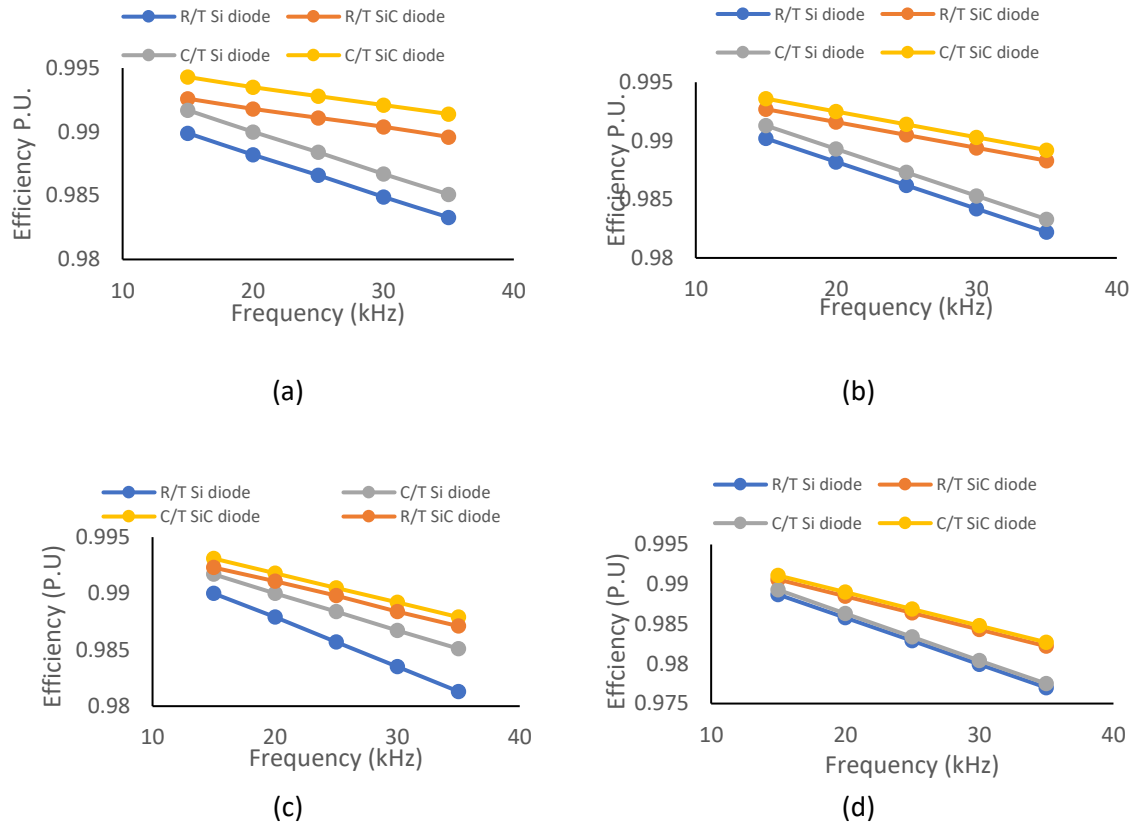 R/T Si diode R/T SiC diode
C/T Si diode C/T SiC diode
0.995
0.99
0.985
0.98
Efficiency P.U.
10 20 30 40
Frequency (kHz)
(a)
R/T Si diode R/T SiC diode
C/T Si diode C/T SiC diode
0.995
0.99
0.985
0.98
Efficiency P.U.
10 20 30 40
Frequency (kHz)
(b)
R/T Si diode C/T Si diode
C/T SiC diode R/T SiC diode
0.995
0.99
0.985
0.98
Efficiency (P.U)
10 20 30 40
Frequency (kHz)
(c)
R/T Si diode R/T SiC diode
C/T Si diode C/T SiC diode
0.995
0.99
0.985
0.98
0.975
Effciency (P.U)
10 20 30 40
Frequency (kHz)
(d)